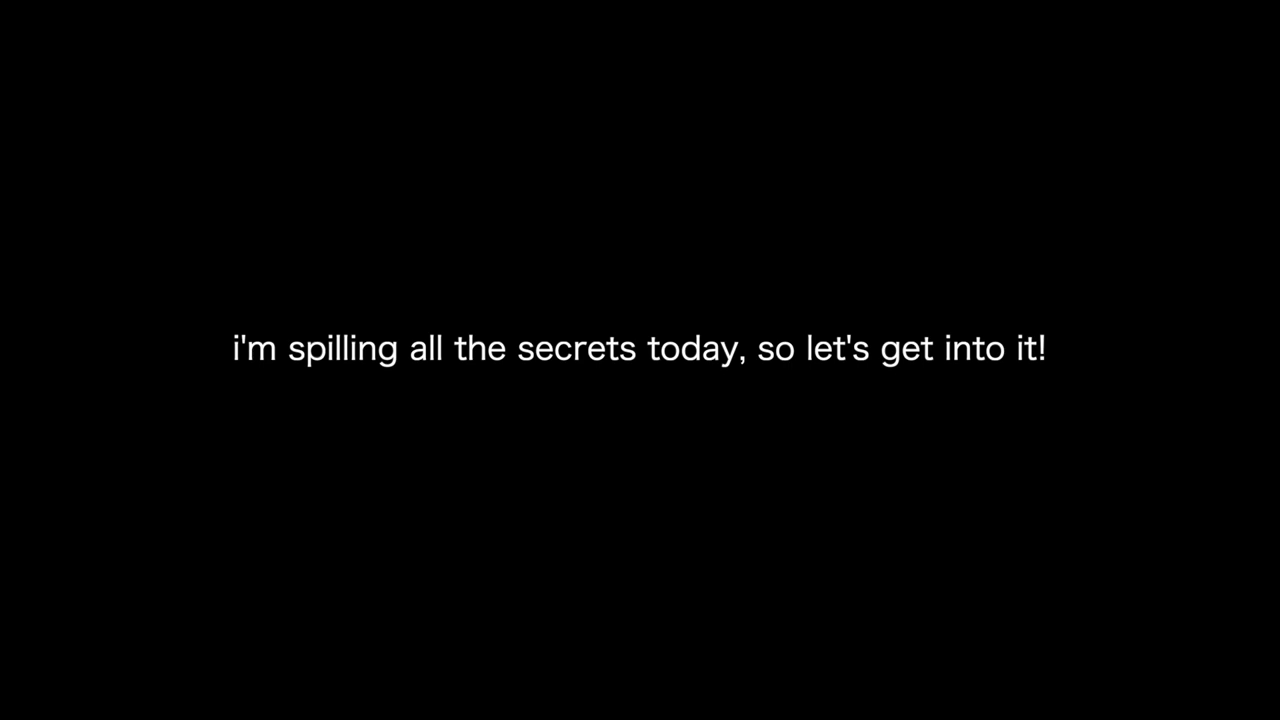 i'm spilling all the secrets today, so let's get into it!